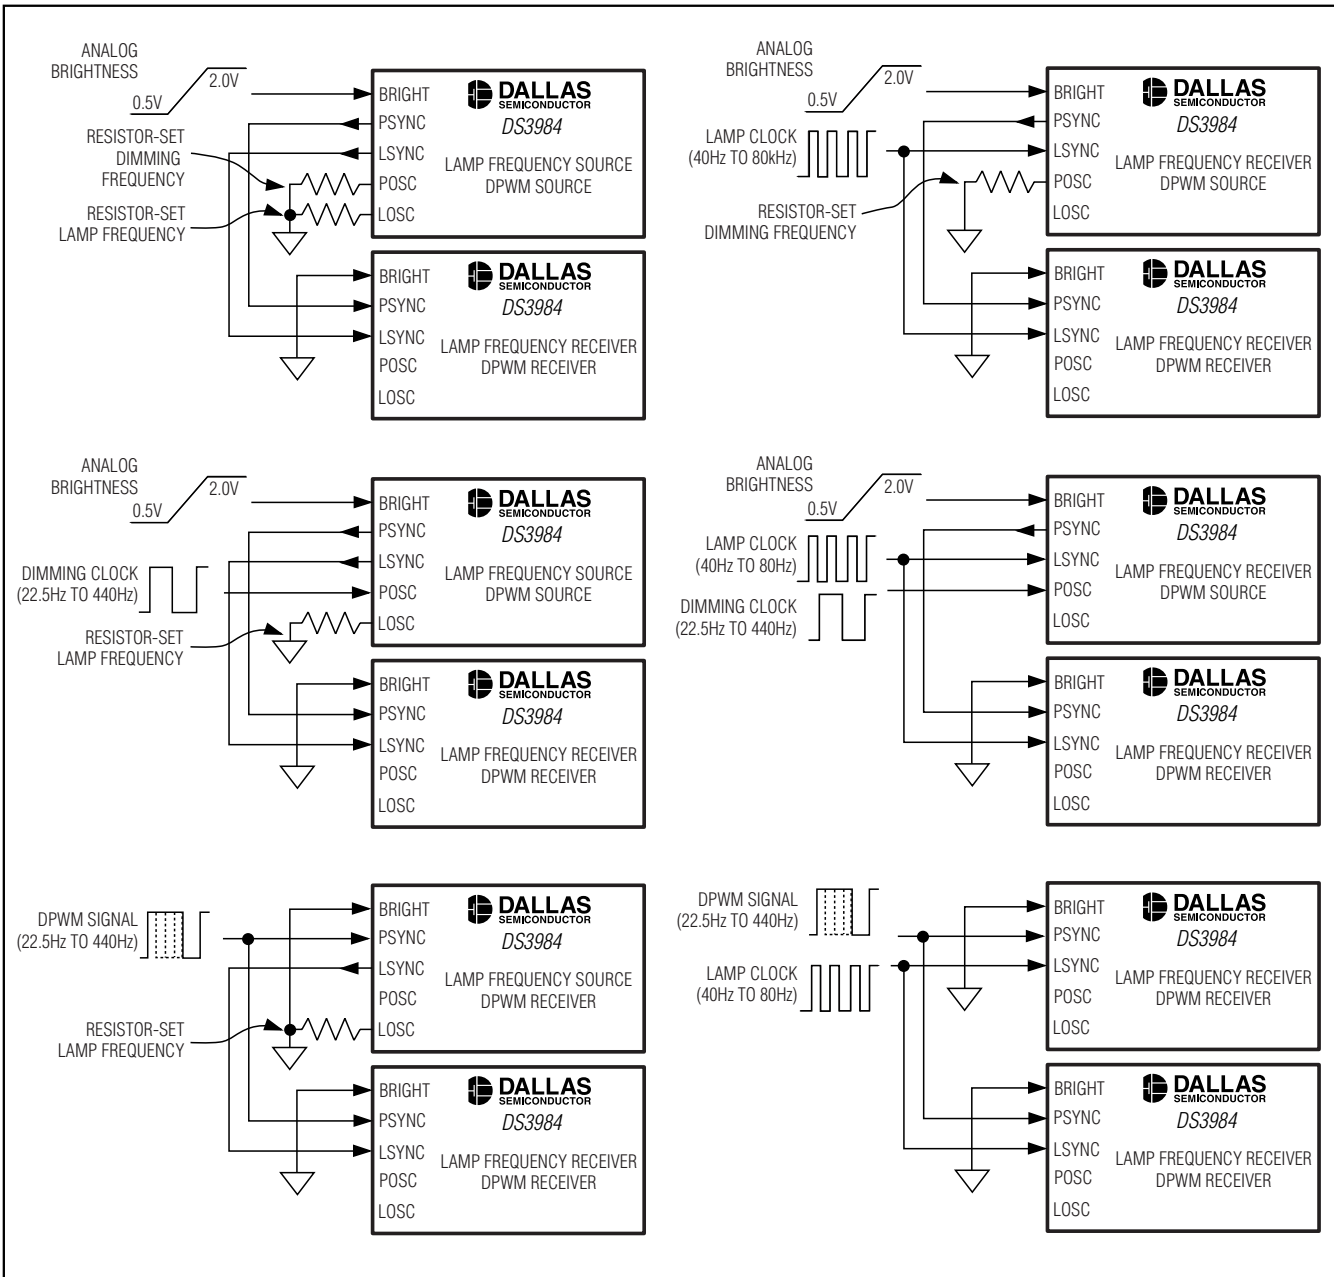 ANALOG
BRIGHTNESS
0.5V
2.0V
RESISTOR-SET
DIMMING
FREQUENCY
RESISTOR-SET
LAMP FREQUENCY
BRIGHT
PSYNC
LSYNC
POSC
LOSC
DALLAS
SEMICONDUCTOR
DS3984
LAMP FREQUENCY SOURCE
DPWM SOURCE
BRIGHT
PSYNC
LSYNC
POSC
LOSC
DALLAS
SEMICONDUCTOR
DS3984
LAMP FREQUENCY RECEIVER
DPWM RECEIVER
ANALOG
BRIGHTNESS
0.5V
2.0V
LAMP CLOCK
(40Hz TO 80kHz)
RESISTOR-SET
DIMMING FREQUENCY
BRIGHT
PSYNC
LSYNC
POSC
LOSC
DALLAS
SEMICONDUCTOR
DS3984
LAMP FREQUENCY RECEIVER
DPWM SOURCE
BRIGHT
PSYNC
LSYNC
POSC
LOSC
DALLAS
SEMICONDUCTOR
DS3984
LAMP FREQUENCY RECEIVER
DPWM RECEIVER
ANALOG
BRIGHTNESS
0.5V
2.0V
DIMMING CLOCK
(22.5Hz TO 440Hz)
RESISTOR-SET
LAMP FREQUENCY
BRIGHT
PSYNC
LSYNC
POSC
LOSC
DALLAS
SEMICONDUCTOR
DS3984
LAMP FREQUENCY SOURCE
DPWM SOURCE
BRIGHT
PSYNC
LSYNC
POSC
LOSC
DALLAS
SEMICONDUCTOR
DS3984
LAMP FREQUENCY RECEIVER
DPWM RECEIVER
ANALOG
BRIGHTNESS
0.5V
2.0V
LAMP CLOCK
(40Hz TO 80Hz)
DIMMING CLOCK
(22.5Hz TO 440Hz)
BRIGHT
PSYNC
LSYNC
POSC
LOSC
DALLAS
SEMICONDUCTOR
DS3984
LAMP FREQUENCY RECEIVER
DPWM SOURCE
BRIGHT
PSYNC
LSYNC
POSC
LOSC
DALLAS
SEMICONDUCTOR
DS3984
LAMP FREQUENCY RECEIVER
DPWM RECEIVER
DPWM SIGNAL
(22.5Hz TO 440Hz)
RESISTOR-SET
LAMP FREQUENCY
BRIGHT
PSYNC
LSYNC
POSC
LOSC
DALLAS
SEMICONDUCTOR
DS3984
LAMP FREQUENCY SOURCE
DPWM RECEIVER
BRIGHT
PSYNC
LSYNC
POSC
LOSC
DALLAS
SEMICONDUCTOR
DS3984
LAMP FREQUENCY RECEIVER
DPWM RECEIVER
DPWM SIGNAL
(22.5Hz TO 440Hz)
LAMP CLOCK
(40Hz TO 80Hz)
BRIGHT
PSYNC
LSYNC
POSC
LOSC
DALLAS
SEMICONDUCTOR
DS3984
LAMP FREQUENCY RECEIVER
DPWM RECEIVER
BRIGHT
PSYNC
LSYNC
POSC
LOSC
DALLAS
SEMICONDUCTOR
DS3984
LAMP FREQUENCY RECEIVER
DPWM RECEIVER